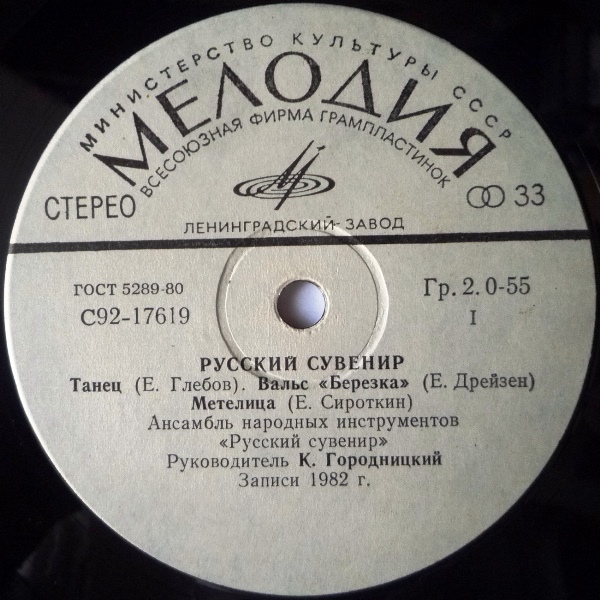 МИНИСТЕРСТВО КУЛЬТУРЫ СССР
МЕЛОДИЯ
ВСЕСОЮЗНАЯ ФИРМА ГРАМПЛАСТИНОК
СТЕРЕО
33
ЛЕНИНГРАДСКИЙ ЗАВОД
ГОСТ 5289-80
Гр. 2. 0-55
С92-17619
I
РУССКИЙ СУВЕНИР
Танец (Е. Глебов). Вальс «Березка» (Е. Дрейзен)
Метелица (Е. Сироткин)
Ансамбль народных инструментов
«Русский сувенир»
Руководитель К. Городницкий
Записи 1982 г.